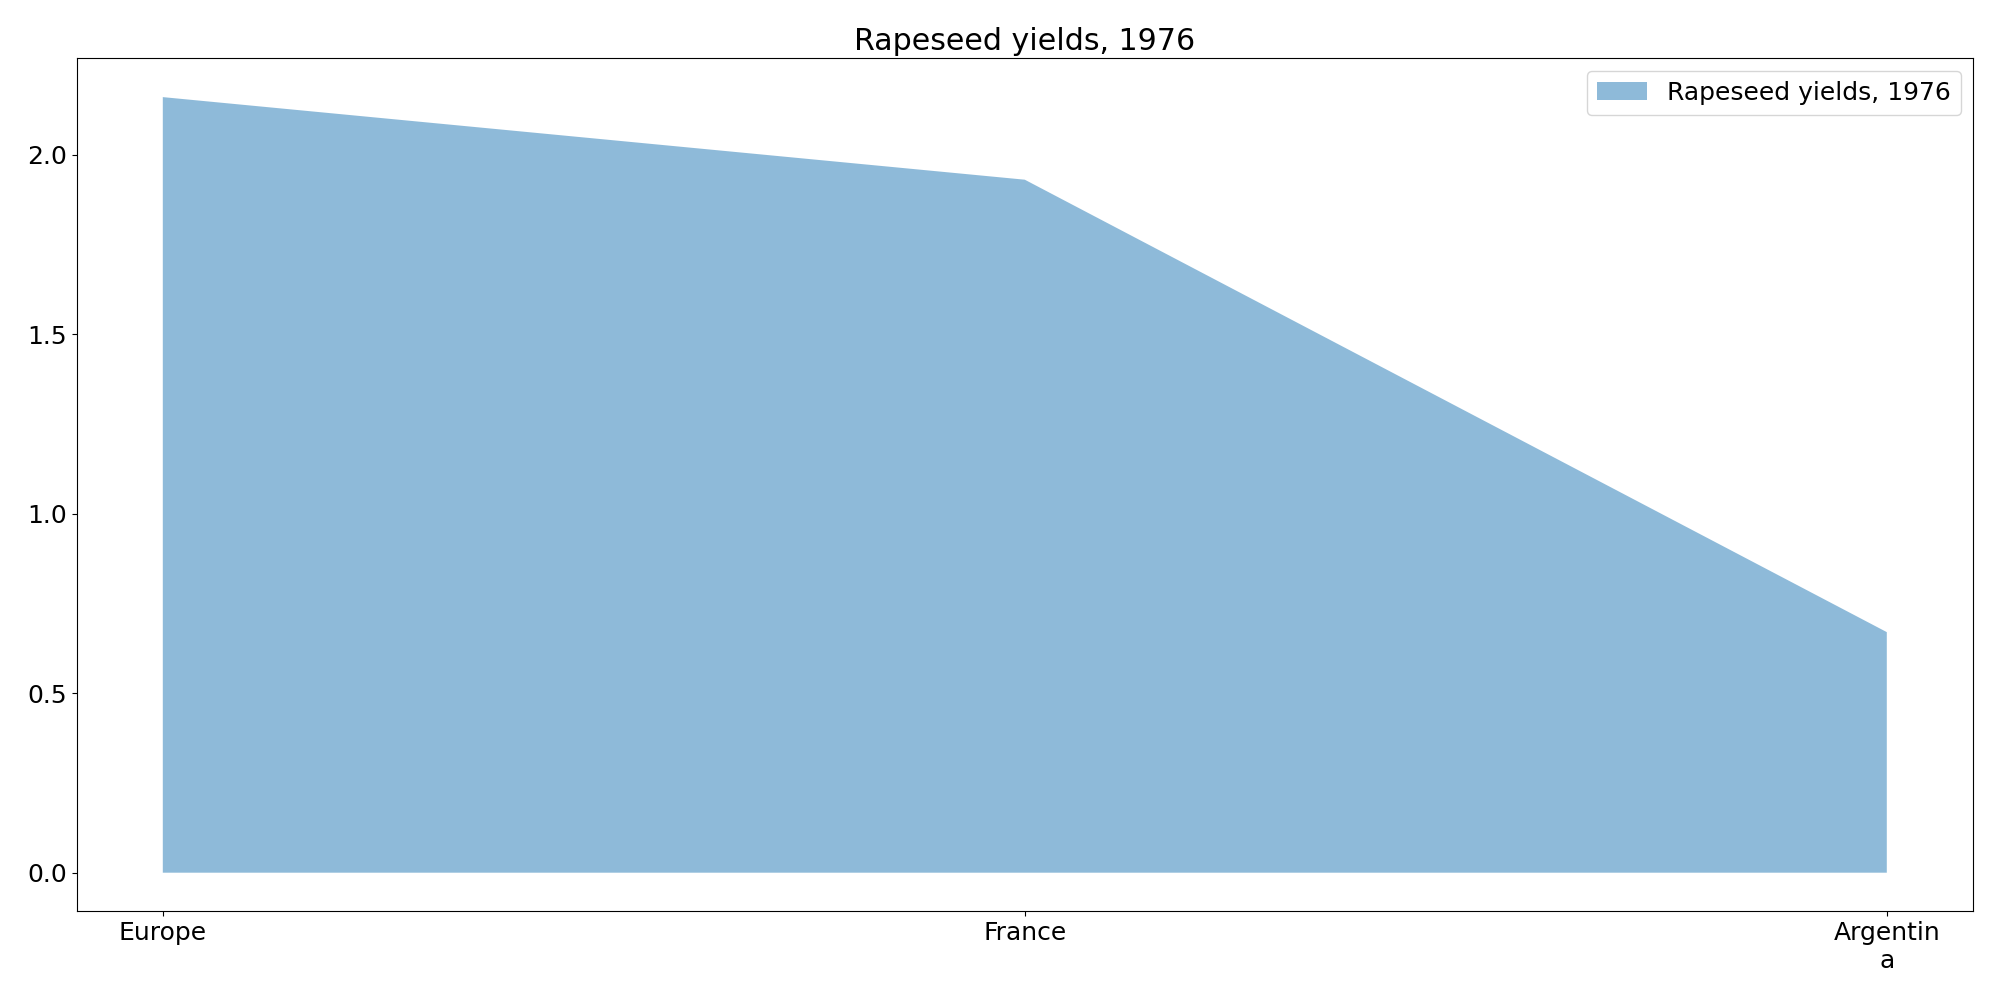 Rapeseed yields, 1976
Rapeseed yields, 1976
2.0
1.5
1.0
0.5
0.0
Europe
France
Argentin
a